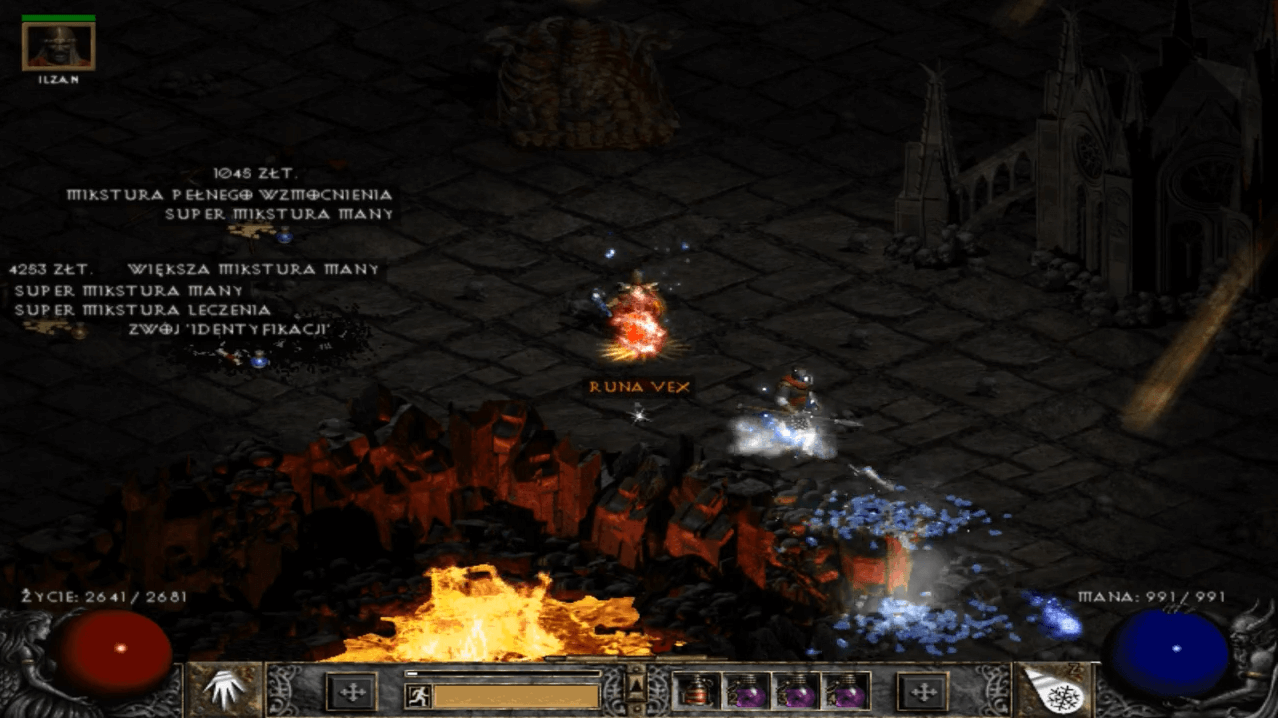 ILZAN
1045 ZŁT.
MIKSTURA PEŁNEGO WZMOCNIENIA
SUPER MIKSTURA MANY
4253 ZŁT. WIĘKSZA MIKSTURA MANY
SUPER MIKSTURA MANY
SUPER MIKSTURA LECZENIA
ZWÓJ 'IDENTYFIKACJI'
RUNA VEX
ŻYCIE: 2641 / 2681
MANA: 991 / 991
Z